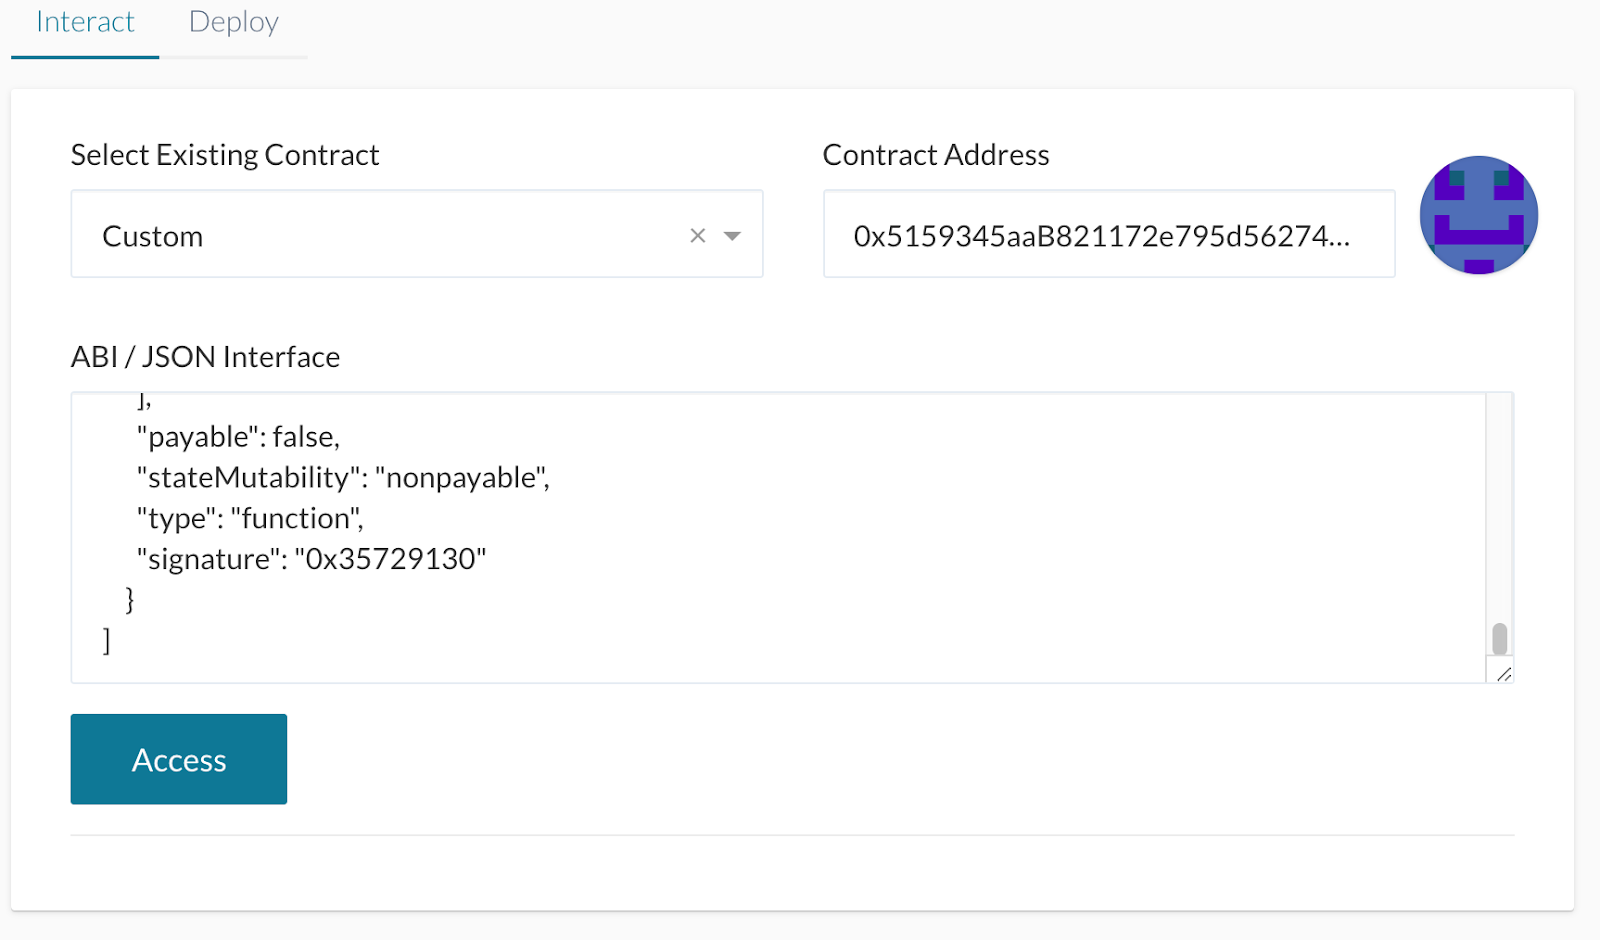 Interact Deploy
Select Existing Contract
Custom
Contract Address
0x5159345aaB821172e795d56274...
ABI / JSON Interface
],
"payable": false,
"stateMutability": "nonpayable",
"type": "function",
"signature": "0x35729130"
}
]
Access